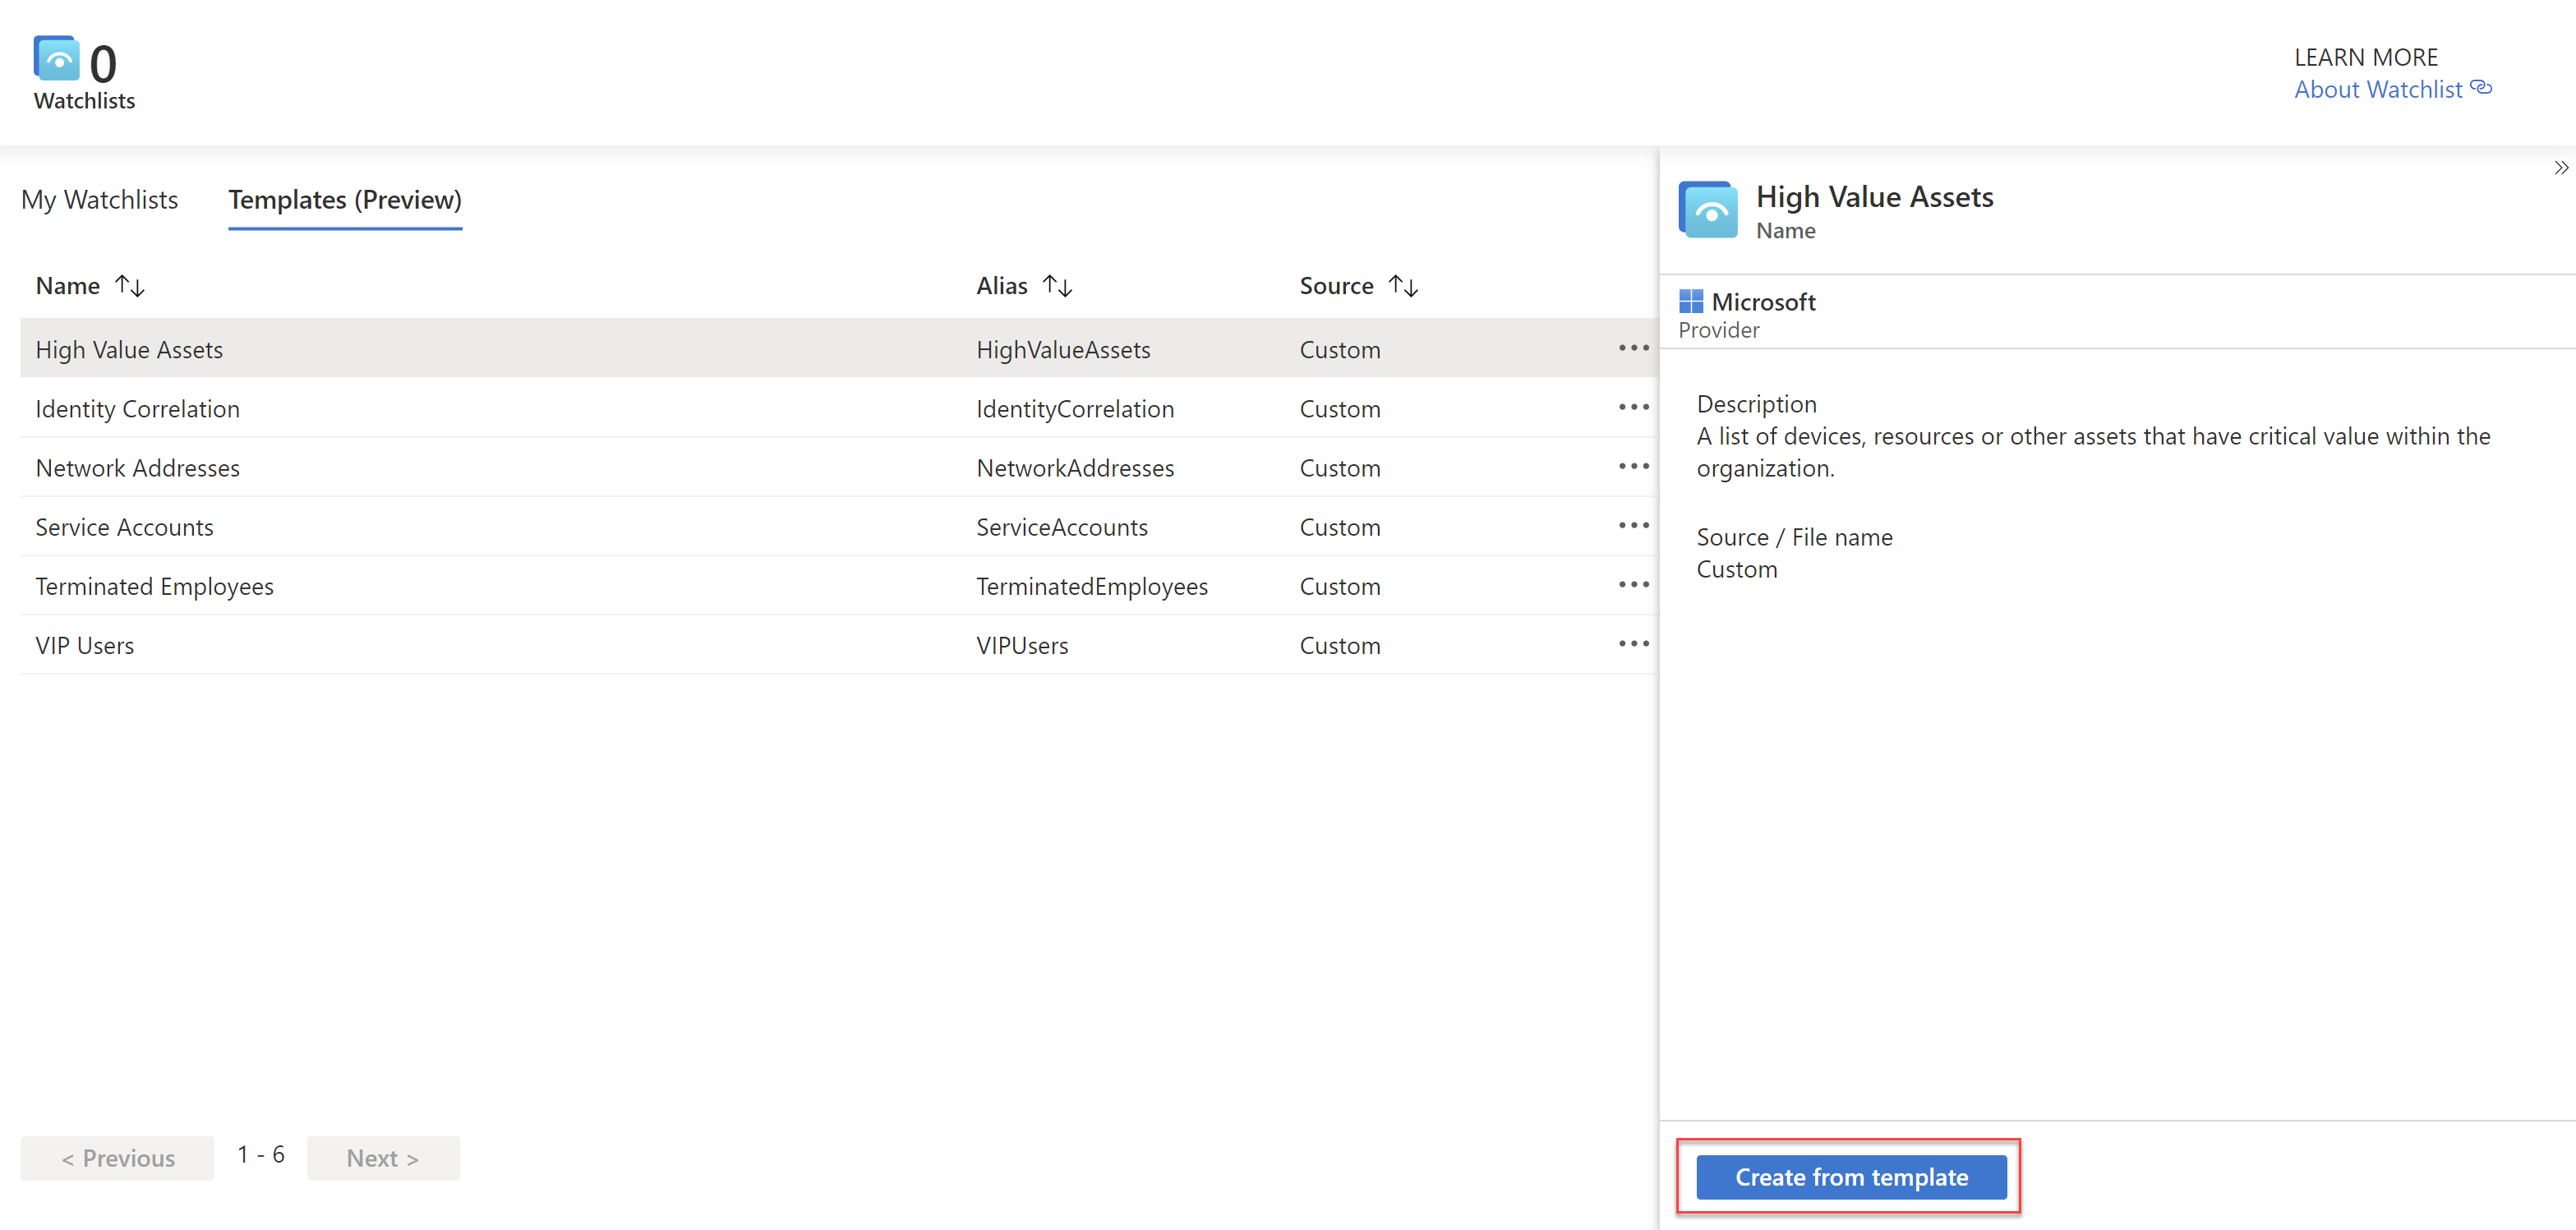 0
Watchlists
LEARN MORE
About Watchlist
My Watchlists Templates (Preview)
Name Alias Source
High Value Assets HighValueAssets Custom
Identity Correlation IdentityCorrelation Custom
Network Addresses NetworkAddresses Custom
Service Accounts ServiceAccounts Custom
Terminated Employees TerminatedEmployees Custom
VIP Users VIPUsers Custom
< Previous 1 - 6 Next >
High Value Assets
Name
Microsoft
Provider
Description
A list of devices, resources or other assets that have critical value within the
organization.
Source / File name
Custom
Create from template